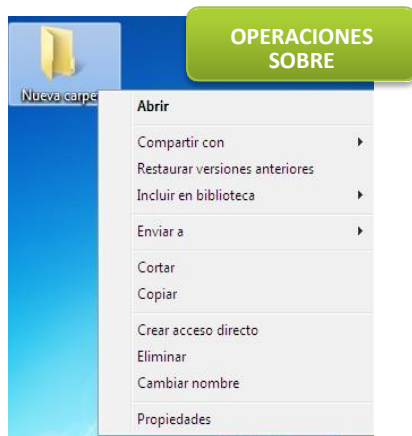 OPERACIONES
SOBRE
Nueva carpe
Abrir
Compartir con
Restaurar versiones anteriores
Incluir en biblioteca
Enviar a
Cortar
Copiar
Crear acceso directo
Eliminar
Cambiar nombre
Propiedades